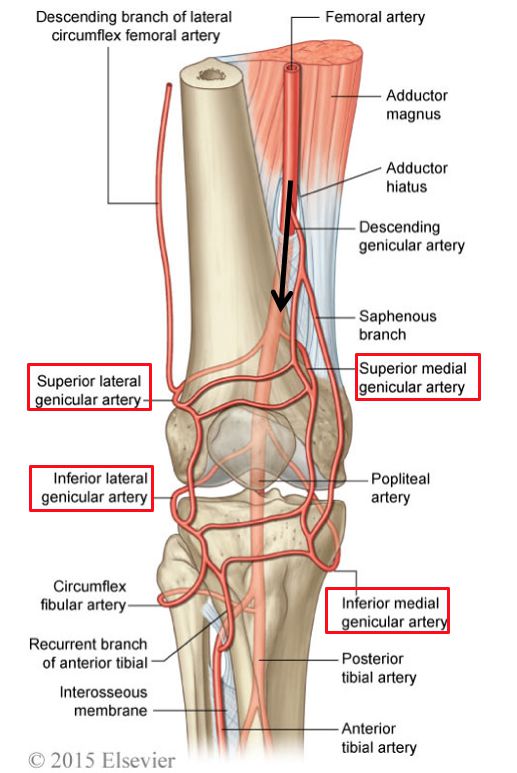 Descending branch of lateral
circumflex femoral artery
Femoral artery
Adductor
magnus
Adductor
hiatus
Descending
genicular artery
Saphenous
branch
Superior medial
genicular artery
Superior lateral
genicular artery
Inferior lateral
genicular artery
Popliteal
artery
Circumflex
fibular artery
Inferior medial
genicular artery
Recurrent branch
of anterior tibial
Posterior
tibial artery
Interosseous
membrane
Anterior
tibial artery
© 2015 Elsevier